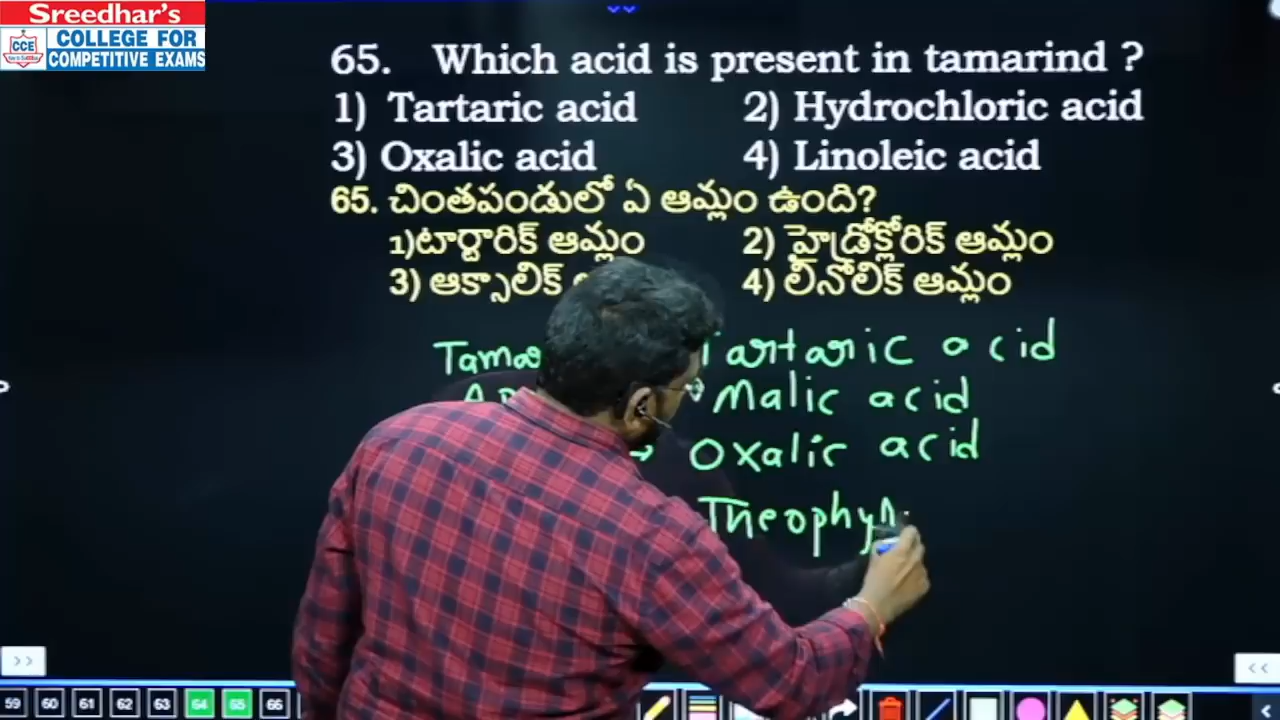 Sreedhar's
CCE
COLLEGE FOR
COMPETITIVE EXAMS
65. Which acid is present in tamarind ?
1) Tartaric acid 2) Hydrochloric acid
3) Oxalic acid 4) Linoleic acid
65. చింతపండులో ఏ ఆమ్లం ఉంది?
1)టార్టారిక్ ఆమ్లం 2) హైడ్రోక్లోరిక్ ఆమ్లం
3) ఆక్సాలిక్ 4) లినోలిక్ ఆమ్లం
Tartaric acid
Malic acid
→ Oxalic acid
>> <<
59 60 61 62 63 64 65 66